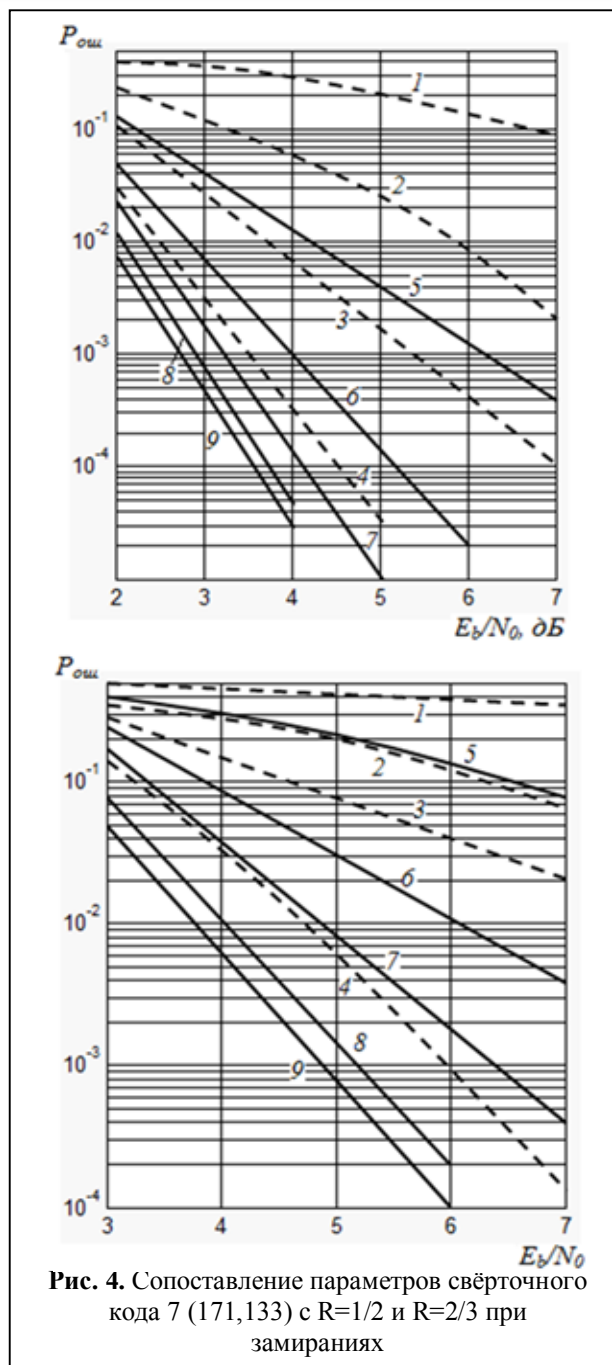 Pош
10⁻¹
10⁻²
10⁻³
10⁻⁴
1
2
5
3
6
8
9
4
7
2 3 4 5 6 7
Eb/N0, дБ
Pош
10⁻¹
10⁻²
10⁻³
10⁻⁴
1
5
2
3
6
7
4
8
9
3 4 5 6 7
Eb/N0
Рис. 4. Сопоставление параметров свёрточного
кода 7 (171,133) с R=1/2 и R=2/3 при
замираниях